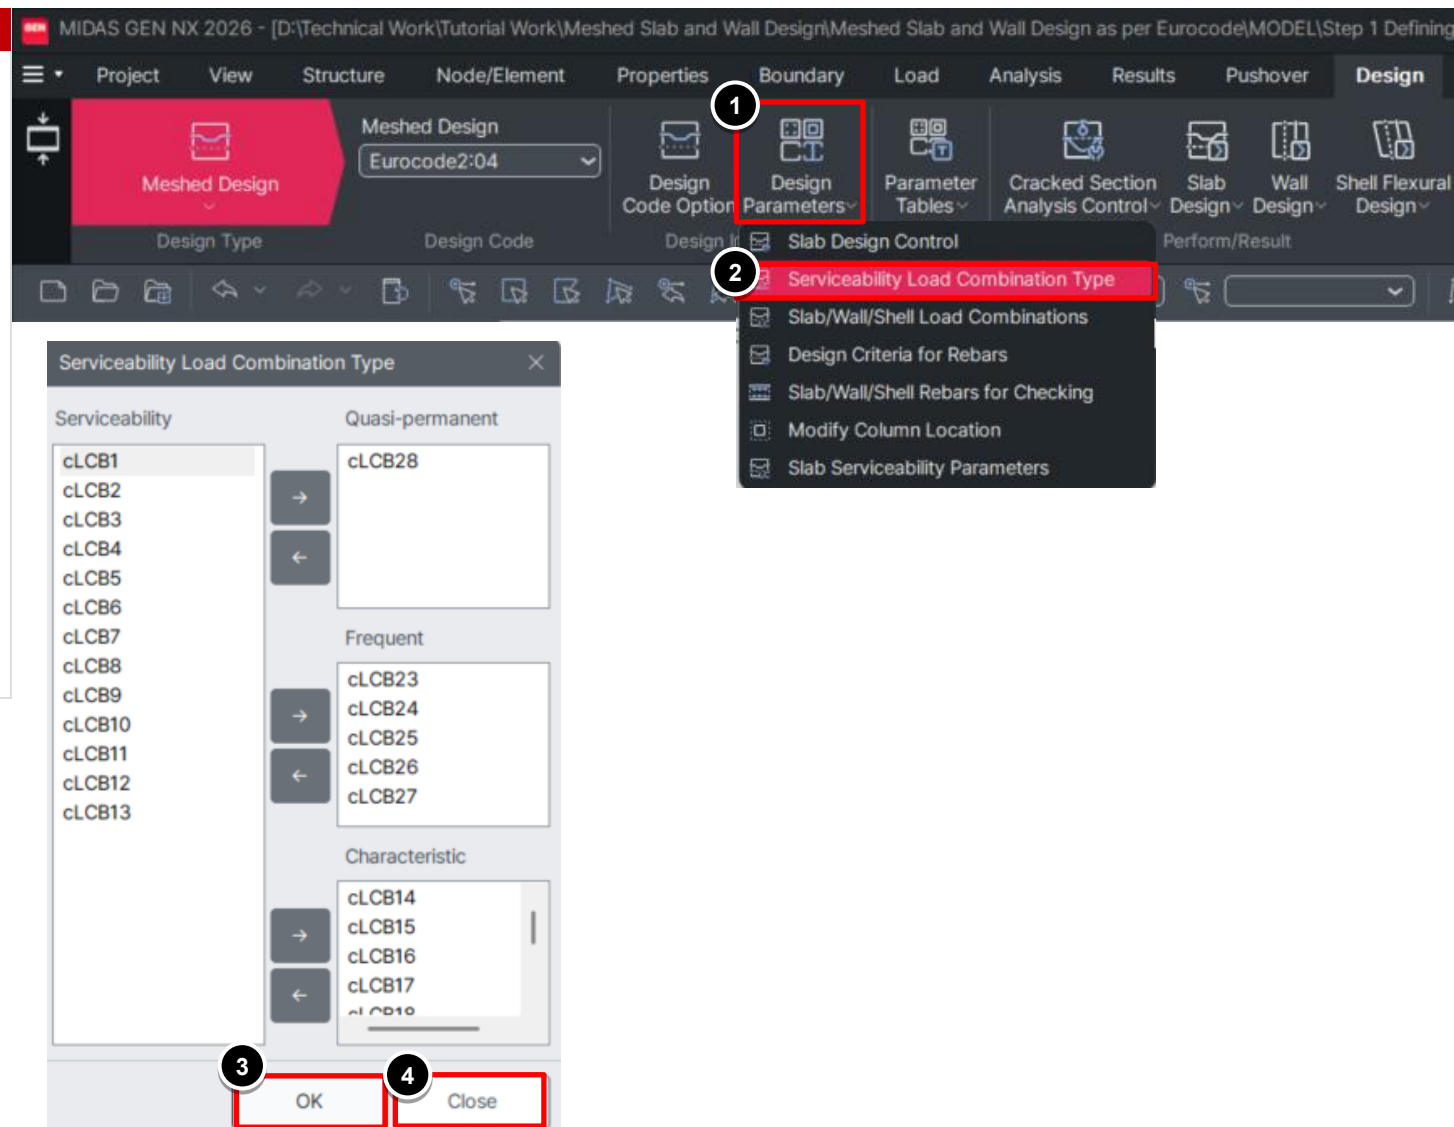 GEN MIDAS GEN NX 2026 - [D:\Technical Work\Tutorial Work\Meshed Slab and Wall Design\Meshed Slab and Wall Design as per Eurocode\MODEL\Step 1 Defining
Project View Structure Node/Element Properties Boundary Load Analysis Results Pushover Design
1
Meshed Design
Meshed Design
Eurocode2:04
Design Code Option
Design Parameters
Parameter Tables
Cracked Section Analysis Control
Slab Design
Wall Design
Shell Flexural Design
Design Type
Design Code
Design
Perform/Result
Slab Design Control
2
Serviceability Load Combination Type
Slab/Wall/Shell Load Combinations
Design Criteria for Rebars
Slab/Wall/Shell Rebars for Checking
Modify Column Location
Slab Serviceability Parameters
Serviceability Load Combination Type
Serviceability
cLCB1
cLCB2
cLCB3
cLCB4
cLCB5
cLCB6
cLCB7
cLCB8
cLCB9
cLCB10
cLCB11
cLCB12
cLCB13
Quasi-permanent
cLCB28
Frequent
cLCB23
cLCB24
cLCB25
cLCB26
cLCB27
Characteristic
cLCB14
cLCB15
cLCB16
cLCB17
cLCB18
3
OK
4
Close